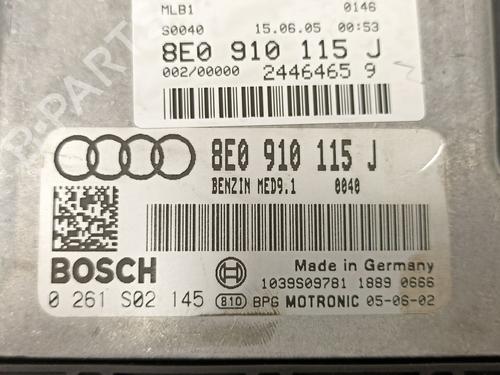 MLB1 0146
S0040 15.06.05 00:53
8E0 910 115 J
002/00000 2446465 9
8E0 910 115 J
BENZIN MED9.1 0040
BOSCH
Made in Germany
1039S09781 1889 0666
0 261 S02 145 810 BPG MOTRONIC 05-06-02